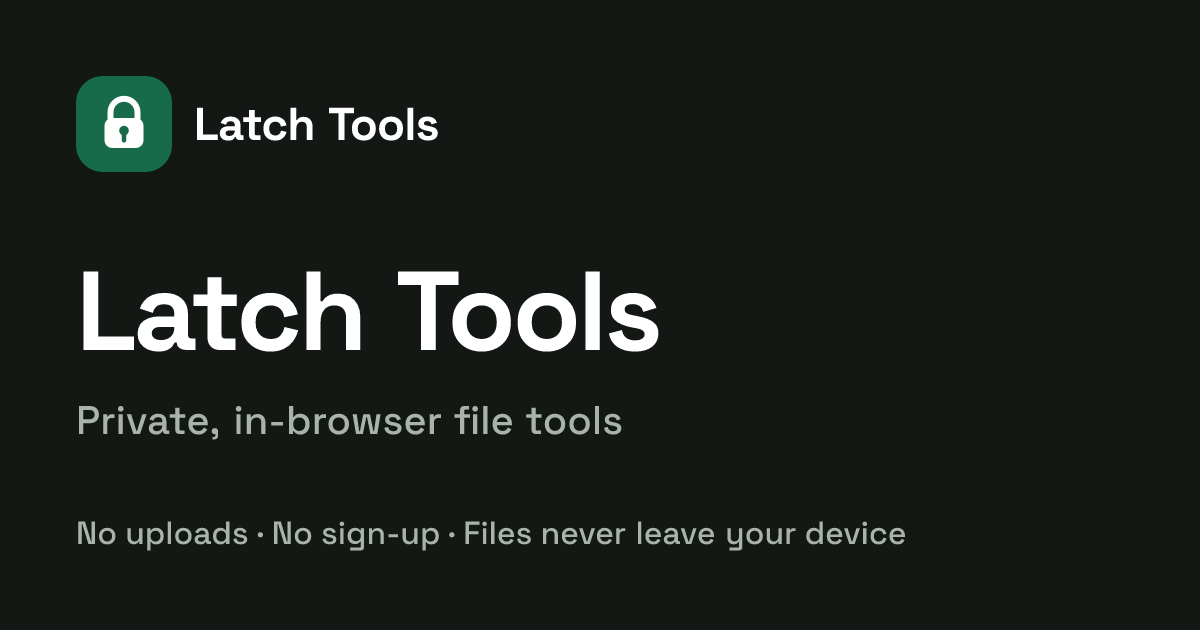 Latch Tools
Latch Tools
Private, in-browser file tools
No uploads · No sign-up · Files never leave your device